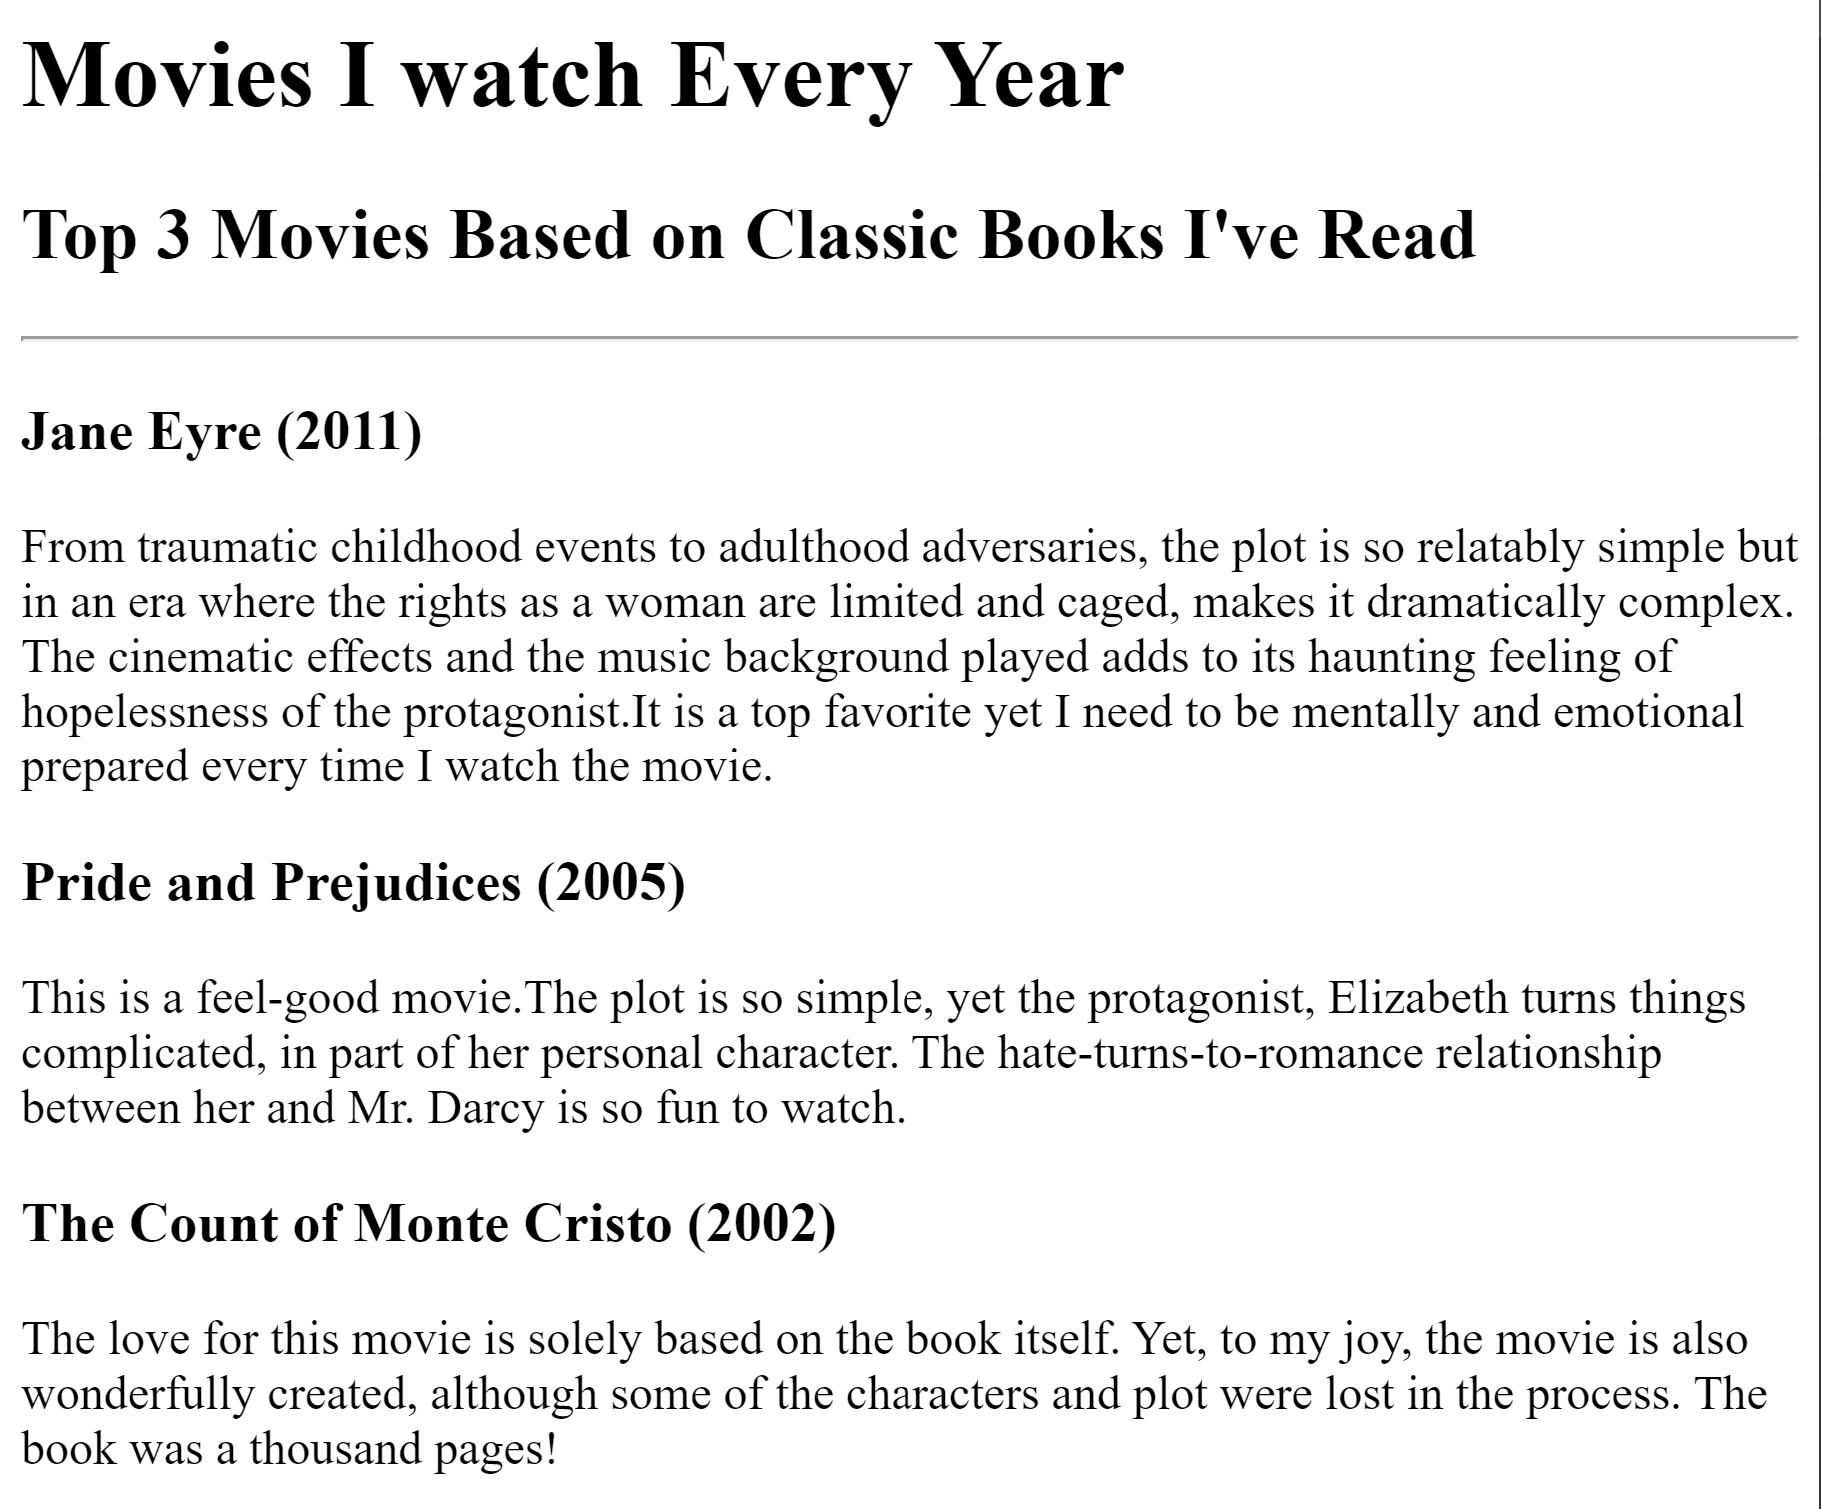 Movies I watch Every Year
Top 3 Movies Based on Classic Books I've Read
Jane Eyre (2011)
From traumatic childhood events to adulthood adversaries, the plot is so relatably simple but
in an era where the rights as a woman are limited and caged, makes it dramatically complex.
The cinematic effects and the music background played adds to its haunting feeling of
hopelessness of the protagonist.It is a top favorite yet I need to be mentally and emotional
prepared every time I watch the movie.
Pride and Prejudices (2005)
This is a feel-good movie.The plot is so simple, yet the protagonist, Elizabeth turns things
complicated, in part of her personal character. The hate-turns-to-romance relationship
between her and Mr. Darcy is so fun to watch.
The Count of Monte Cristo (2002)
The love for this movie is solely based on the book itself. Yet, to my joy, the movie is also
wonderfully created, although some of the characters and plot were lost in the process. The
book was a thousand pages!